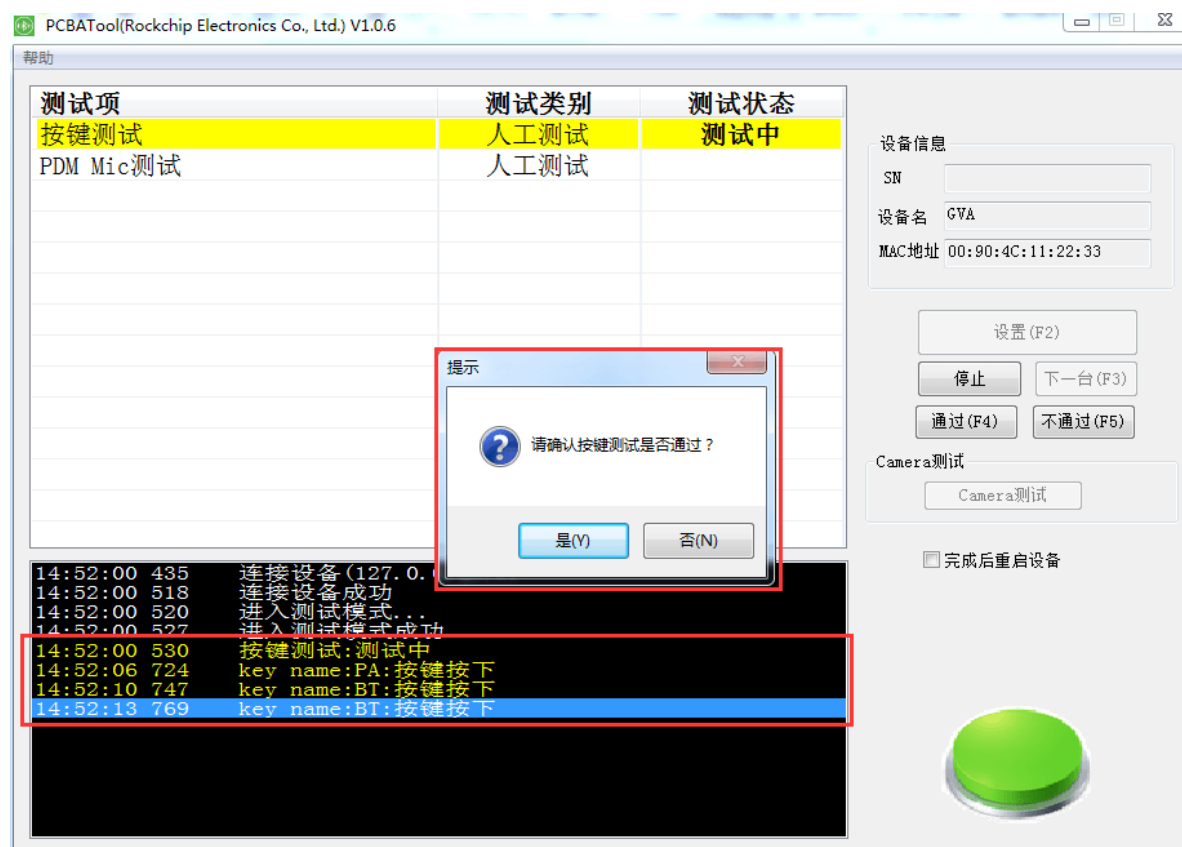 PCBATool(Rockchip Electronics Co., Ltd.) V1.0.6
帮助
测试项 测试类别 测试状态
按键测试 人工测试 测试中
PDM Mic测试 人工测试
设备信息
SN
设备名 GVA
MAC地址 00:90:4C:11:22:33
设置(F2)
停止 下一台(F3)
通过(F4) 不通过(F5)
Camera测试
Camera测试
完成后重启设备
提示
请确认按键测试是否通过？
是(Y) 否(N)
14:52:00 435 连接设备(127.0.
14:52:00 518 连接设备成功
14:52:00 520 进入测试模式...
14:52:00 527 进入测试模式成功
14:52:00 530 按键测试:测试中
14:52:06 724 key name:PA:按键按下
14:52:10 747 key name:BT:按键按下
14:52:13 769 key name:BT:按键按下